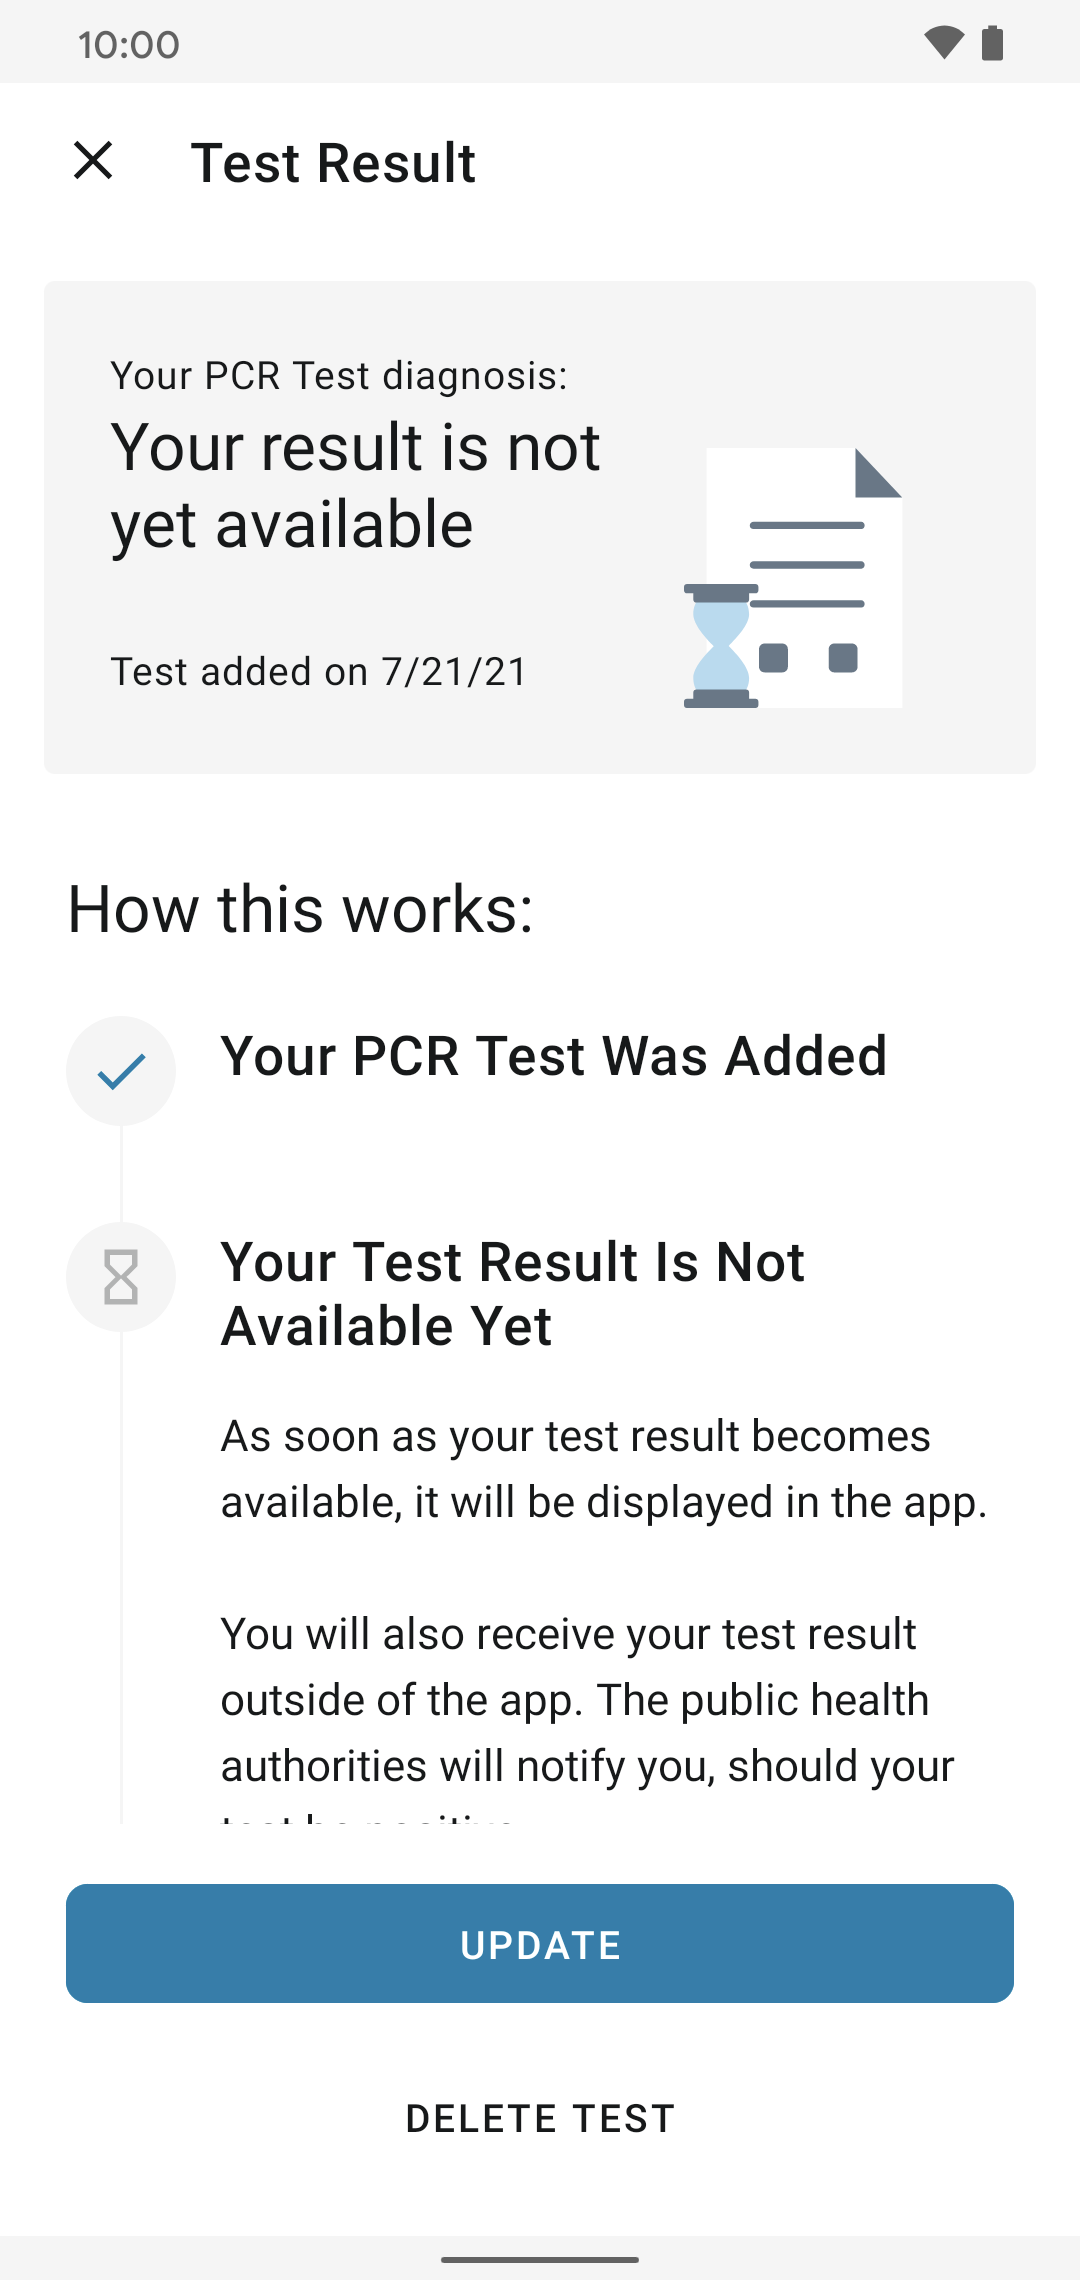 10:00
Test Result
Your PCR Test diagnosis:
Your result is not
yet available
Test added on 7/21/21
How this works:
Your PCR Test Was Added
Your Test Result Is Not
Available Yet
As soon as your test result becomes
available, it will be displayed in the app.
You will also receive your test result
outside of the app. The public health
authorities will notify you, should your
UPDATE
DELETE TEST